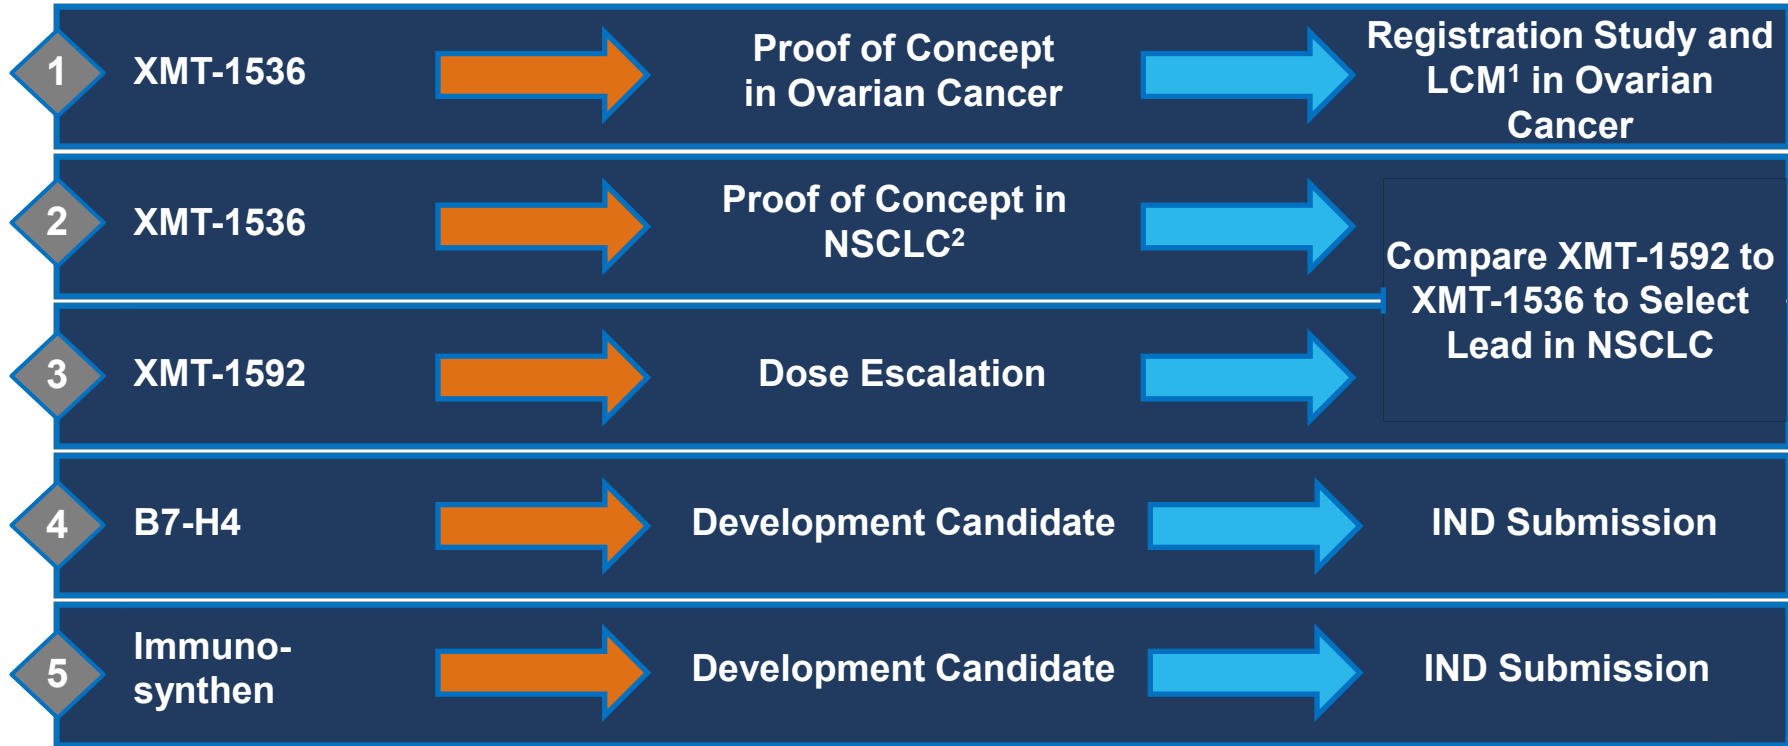 1
XMT-1536
Proof of Concept
in Ovarian Cancer
Registration Study and
LCM¹ in Ovarian
Cancer
2
XMT-1536
Proof of Concept in
NSCLC²
3
XMT-1592
Dose Escalation
Compare XMT-1592 to
XMT-1536 to Select
Lead in NSCLC
4
B7-H4
Development Candidate
IND Submission
5
Immuno-
synthen
Development Candidate
IND Submission